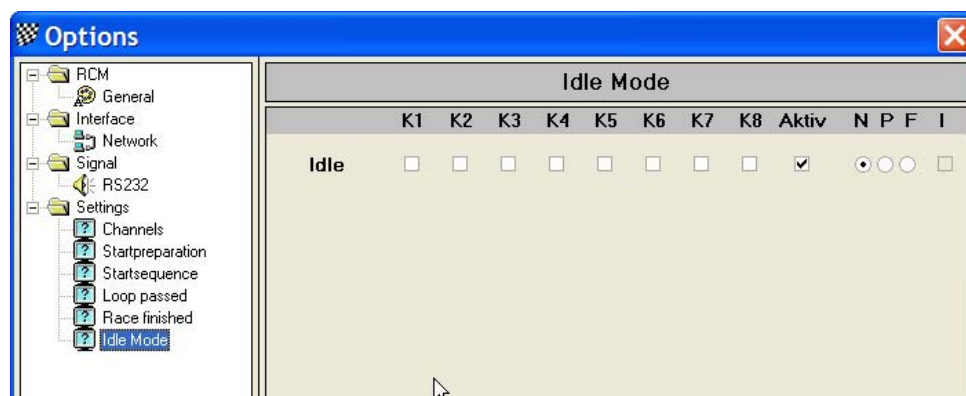 Options
RCM
General
Interface
Network
Signal
RS232
Settings
Channels
Startpreparation
Startsequence
Loop passed
Race finished
Idle Mode
Idle Mode
K1 K2 K3 K4 K5 K6 K7 K8 Aktiv N P F I
Idle